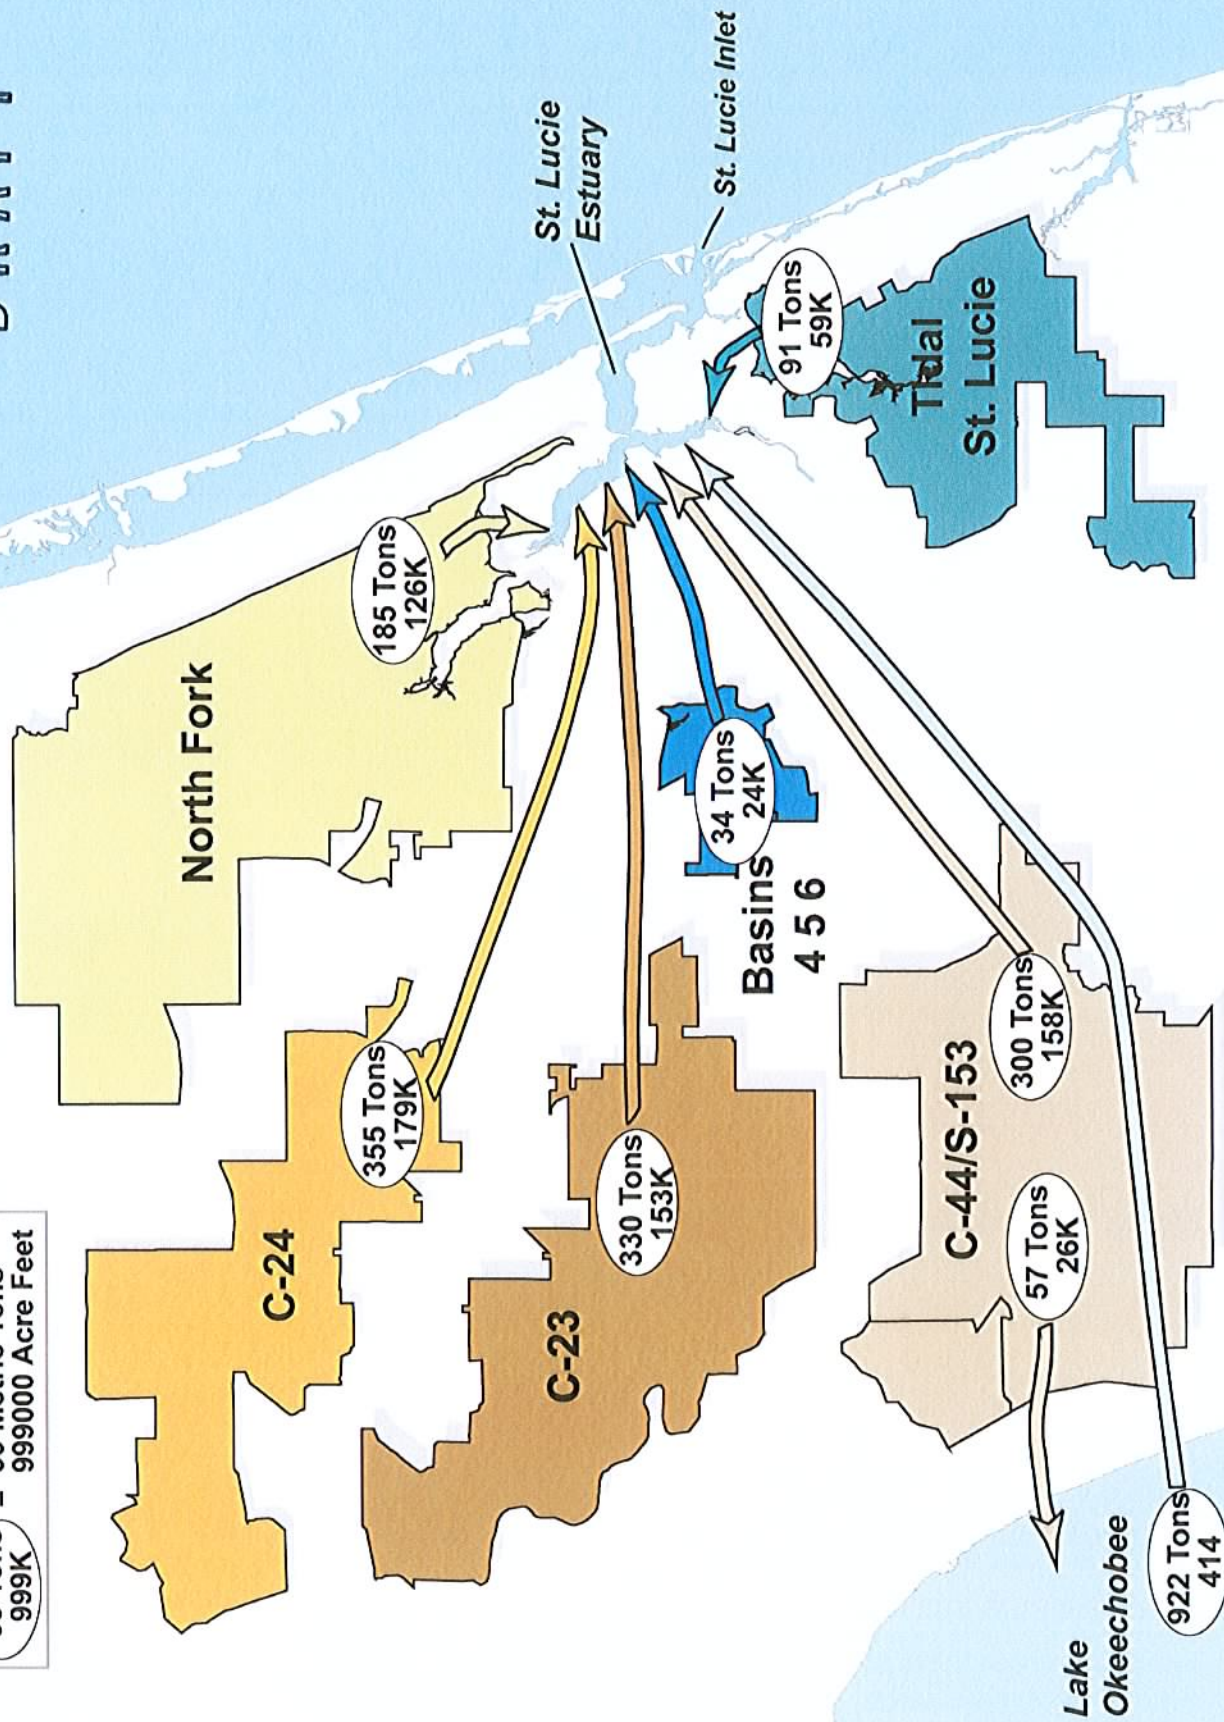 999K
999000 Acre Feet
North Fork
185 Tons
126K
St. Lucie
Estuary
St. Lucie Inlet
C-24
355 Tons
179K
C-23
330 Tons
153K
34 Tons
24K
Basins
4 5 6
91 Tons
59K
Tidal
St. Lucie
C-44/S-153
300 Tons
158K
57 Tons
26K
Lake
Okeechobee
922 Tons
414